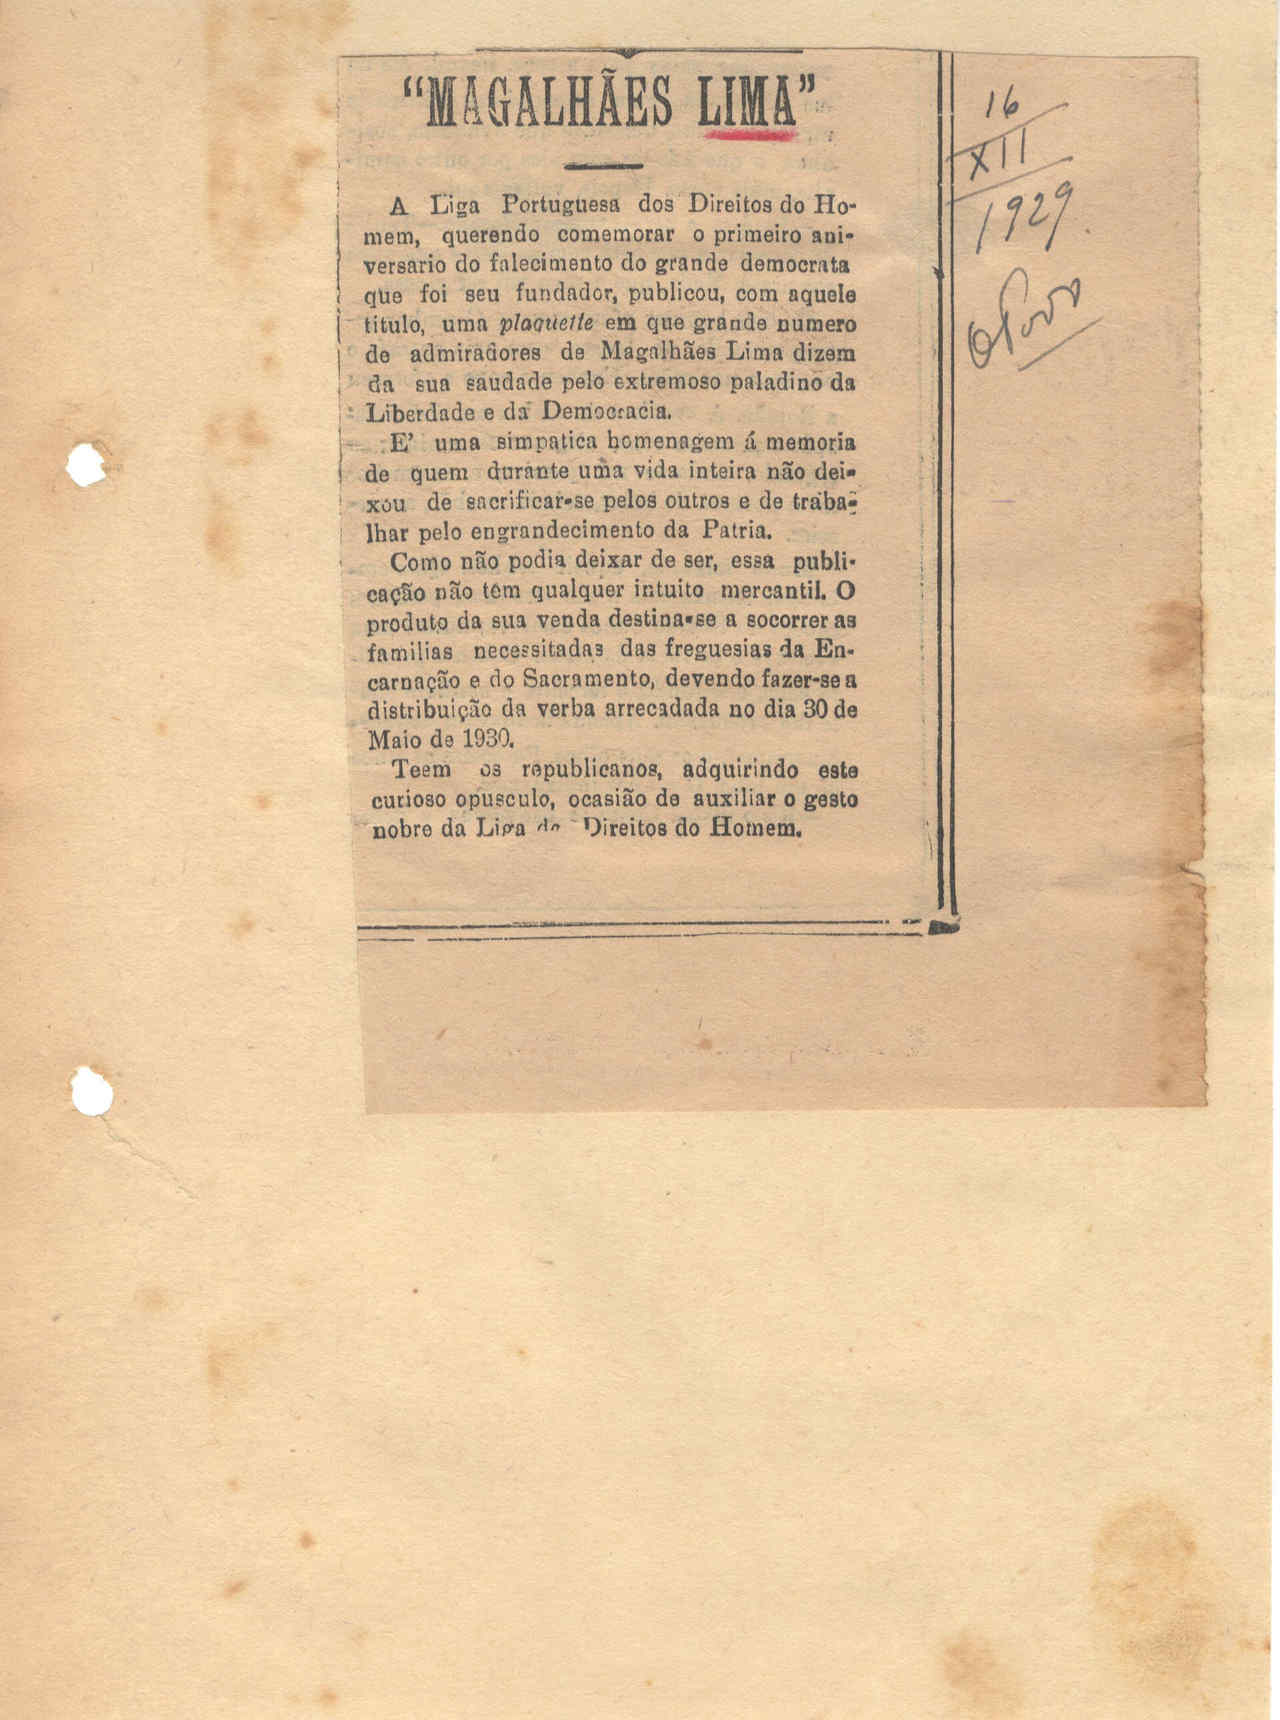 “MAGALHÃES LIMA”
A Liga Portuguesa dos Direitos do Ho-
mem, querendo comemorar o primeiro ani-
versario do falecimento do grande democrata
que foi seu fundador, publicou, com aquele
titulo, uma plaquette em que grande numero
de admiradores de Magalhães Lima dizem
da sua saudade pelo extremoso paladino da
Liberdade e da Democracia.
E’ uma simpatica homenagem á memoria
de quem durante uma vida inteira não dei-
xou de sacrificar-se pelos outros e de traba-
lhar pelo engrandecimento da Patria.
Como não podia deixar de ser, essa publi-
cação não têm qualquer intuito mercantil. O
produto da sua venda destina-se a socorrer as
familias necessitadas das freguesias da En-
carnação e do Sacramento, devendo fazer-se a
distribuição da verba arrecadada no dia 30 de
Maio de 1930.
Teem os republicanos, adquirindo este
curioso opusculo, ocasião de auxiliar o gesto
nobre da Liga do Direitos do Homem.
16
XII
1929.
O Povo